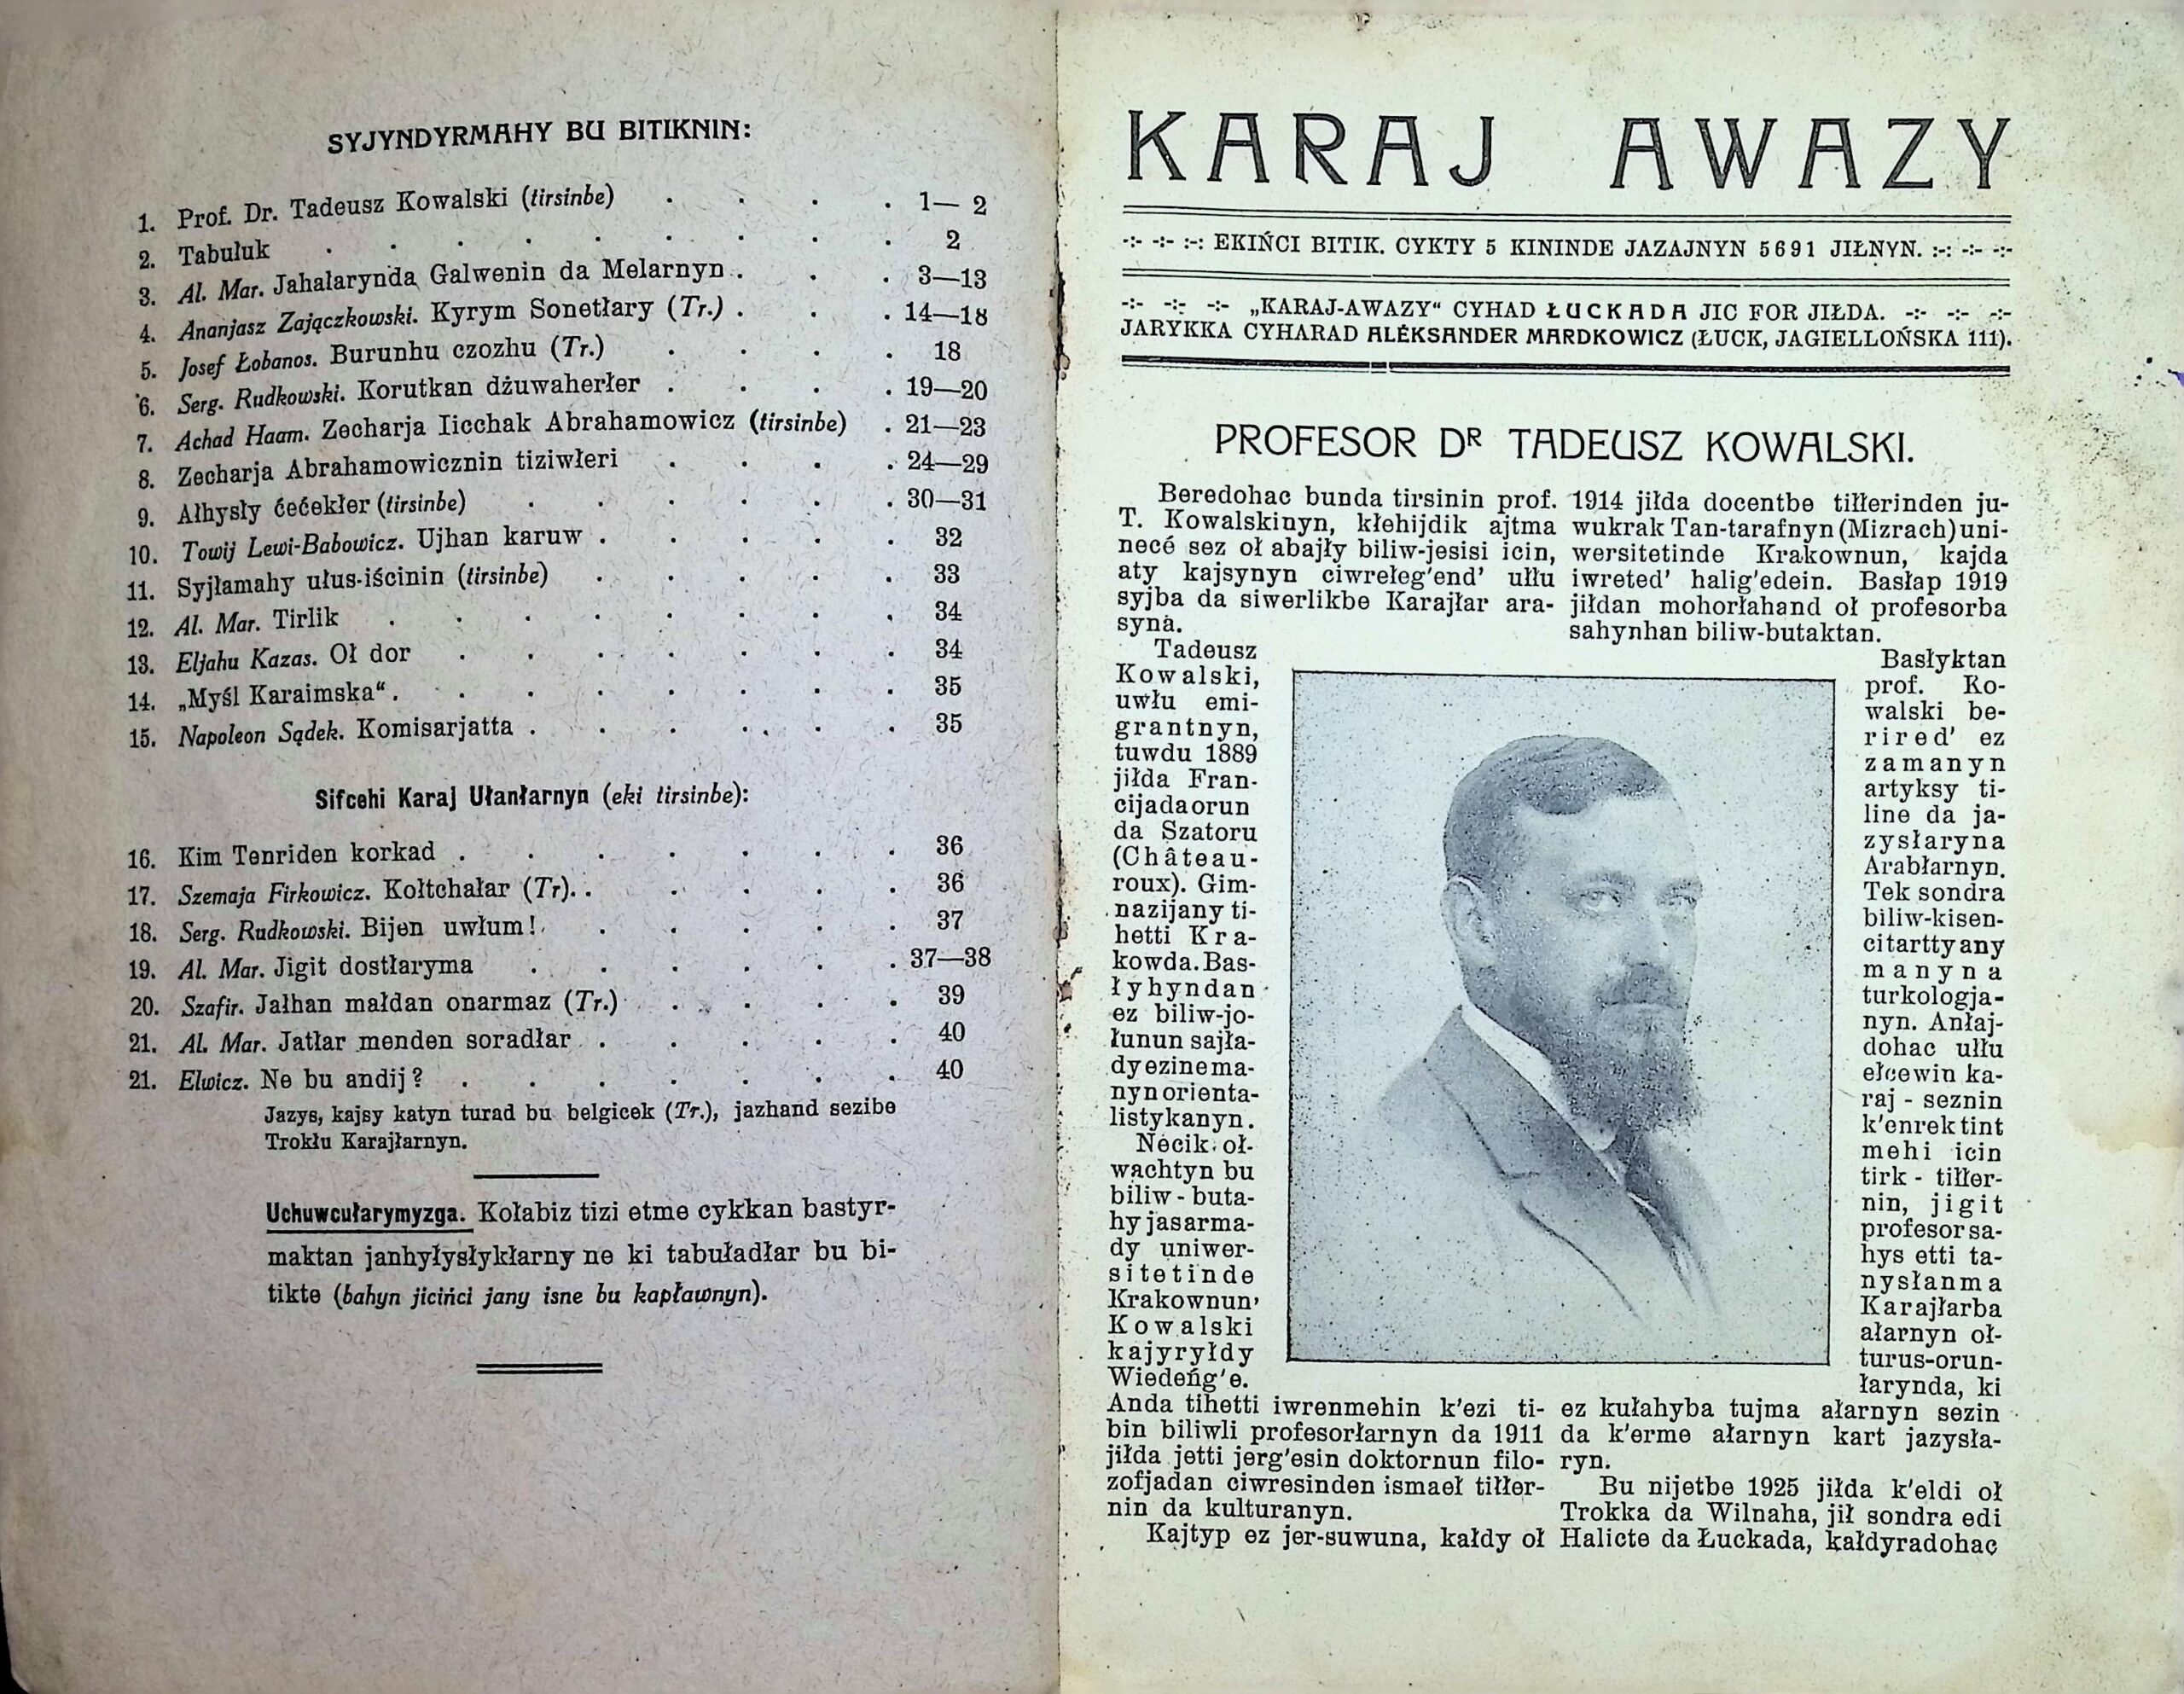 SYJYNDYRMAHY BU BITIKNIN:
1. Prof. Dr. Tadeusz Kowalski (tirsinbe) . . . . 1— 2
2. Tabułuk . . . . . . . . . 2
3. Al. Mar. Jahałarynda Galwenin da Mełarnyn . . . 3—13
4. Ananjasz Zajączkowski. Kyrym Sonetłary (Tr.) . . . 14—18
5. Josef Łobanos. Burunhu czozhu (Tr.) . . . . 18
6. Serg. Rudkowski. Korutkan dżuwaherłer . . . . 19—20
7. Achad Haam. Zecharja Iicchak Abrahamowicz (tirsinbe) . 21—23
8. Zecharja Abrahamowicznin tiziwłeri . . . . 24—29
9. Ałhysły ćećekłer (tirsinbe) . . . . . . 30—31
10. Towij Lewi-Babowicz. Ujhan karuw . . . . . 32
11. Syjłamahy ułus-iścinin (tirsinbe) . . . . . 33
12. Al. Mar. Tirlik . . . . . . . . 34
13. Eljahu Kazas. Oł dor . . . . . . . 34
14. „Myśl Karaimska“ . . . . . . . . 35
15. Napoleon Sądek. Komisarjatta . . . . . . 35
Sifcehi Karaj Ułanłarnyn (eki tirsinbe):
16. Kim Tenriden korkad . . . . . . . 36
17. Szemaja Firkowicz. Kołtchałar (Tr). . . . . . 36
18. Serg. Rudkowski. Bijen uwłum! . . . . . 37
19. Al. Mar. Jigit dostłaryma . . . . . . 37—38
20. Szafir. Jałhan małdan onarmaz (Tr.) . . . . 39
21. Al. Mar. Jatłar menden soradłar . . . . . 40
21. Elwicz. Ne bu andij? . . . . . . . 40
Jazys, kajsy katyn turad bu belgicek (Tr.), jazhand sezibe
Trokłu Karajłarnyn.
Uchuwcułarymyzga. Kołabiz tizi etme cykkan bastyr-
maktan janhyłysłykłarny ne ki tabuładłar bu bi-
tikte (bahyn jicińci jany isne bu kapławnyn).
KARAJ AWAZY
-:- -:- :-: EKIŃCI BITIK. CYKTY 5 KININDE JAZAJNYN 5691 JIŁNYN. :-: -:- -:-
-:- -:- -:- „KARAJ-AWAZY“ CYHAD ŁUCKADA JIC FOR JIŁDA. -:- -:- -:-
JARYKKA CYHARAD ALÉKSANDER MARDKOWICZ (ŁUCK, JAGIELLOŃSKA 111).
PROFESOR DR TADEUSZ KOWALSKI.
Beredohac bunda tirsinin prof.
T. Kowalskinyn, kłehijdik ajtma
necé sez oł abajły biliw-jesisi icin,
aty kajsynyn ciwrełeg'end' ułłu
syjba da siwerlikbe Karajłar ara-
syna.
Tadeusz
Kowalski,
uwłu emi-
grantnyn,
tuwdu 1889
jiłda Fran-
cijadaorun
da Szatoru
(Château-
roux). Gim-
nazijany ti-
hetti Kra-
kowda. Bas-
łyhyndan
ez biliw-jo-
łunun sajła-
dy ezine ma-
nyn orienta-
listykanyn.
Nécik oł-
wachtyn bu
biliw-buta-
hy jasarma-
dy uniwer-
sitetinde
Krakownun,
Kowalski
kajyryłdy
Wiedeńg'e.
Anda tihetti iwrenmehin k'ezi ti-
bin biliwli profesorłarnyn da 1911
jiłda jetti jerg'esin doktornun filo-
zofjadan ciwresinden ismaeł tiłler-
nin da kulturanyn.
Kajtyp ez jer-suwuna, kałdy oł
1914 jiłda docentbe tiłłerinden ju-
wukrak Tan-tarafnyn (Mizrach) uni-
wersitetinde Krakownun, kajda
iwreted' halig'edein. Basłap 1919
jiłdan mohorłahand oł profesorba
sahynhan biliw-butaktan.
Basłyktan
prof. Ko-
walski be-
rired' ez
zamanyn
artyksy ti-
line da ja-
zysłaryna
Arabłarnyn.
Tek sondra
biliw-kisen-
ci tartty any
manyna
turkologja-
nyn. Anłaj-
dohac ułłu
ełcewin ka-
raj-seznin
k'enrektint
mehi icin
tirk-tiłłer-
nin, jigit
profesor sa-
hys etti ta-
nysłanma
Karajłarba
ałarnyn oł-
turus-orun-
łarynda, ki
ez kułahyba tujma ałarnyn sezin
da k'erme ałarnyn kart jazysła-
ryn.
Bu nijetbe 1925 jiłda k'eldi oł
Trokka da Wilnaha, jił sondra edi
Halicte da Łuckada, kałdyradohac